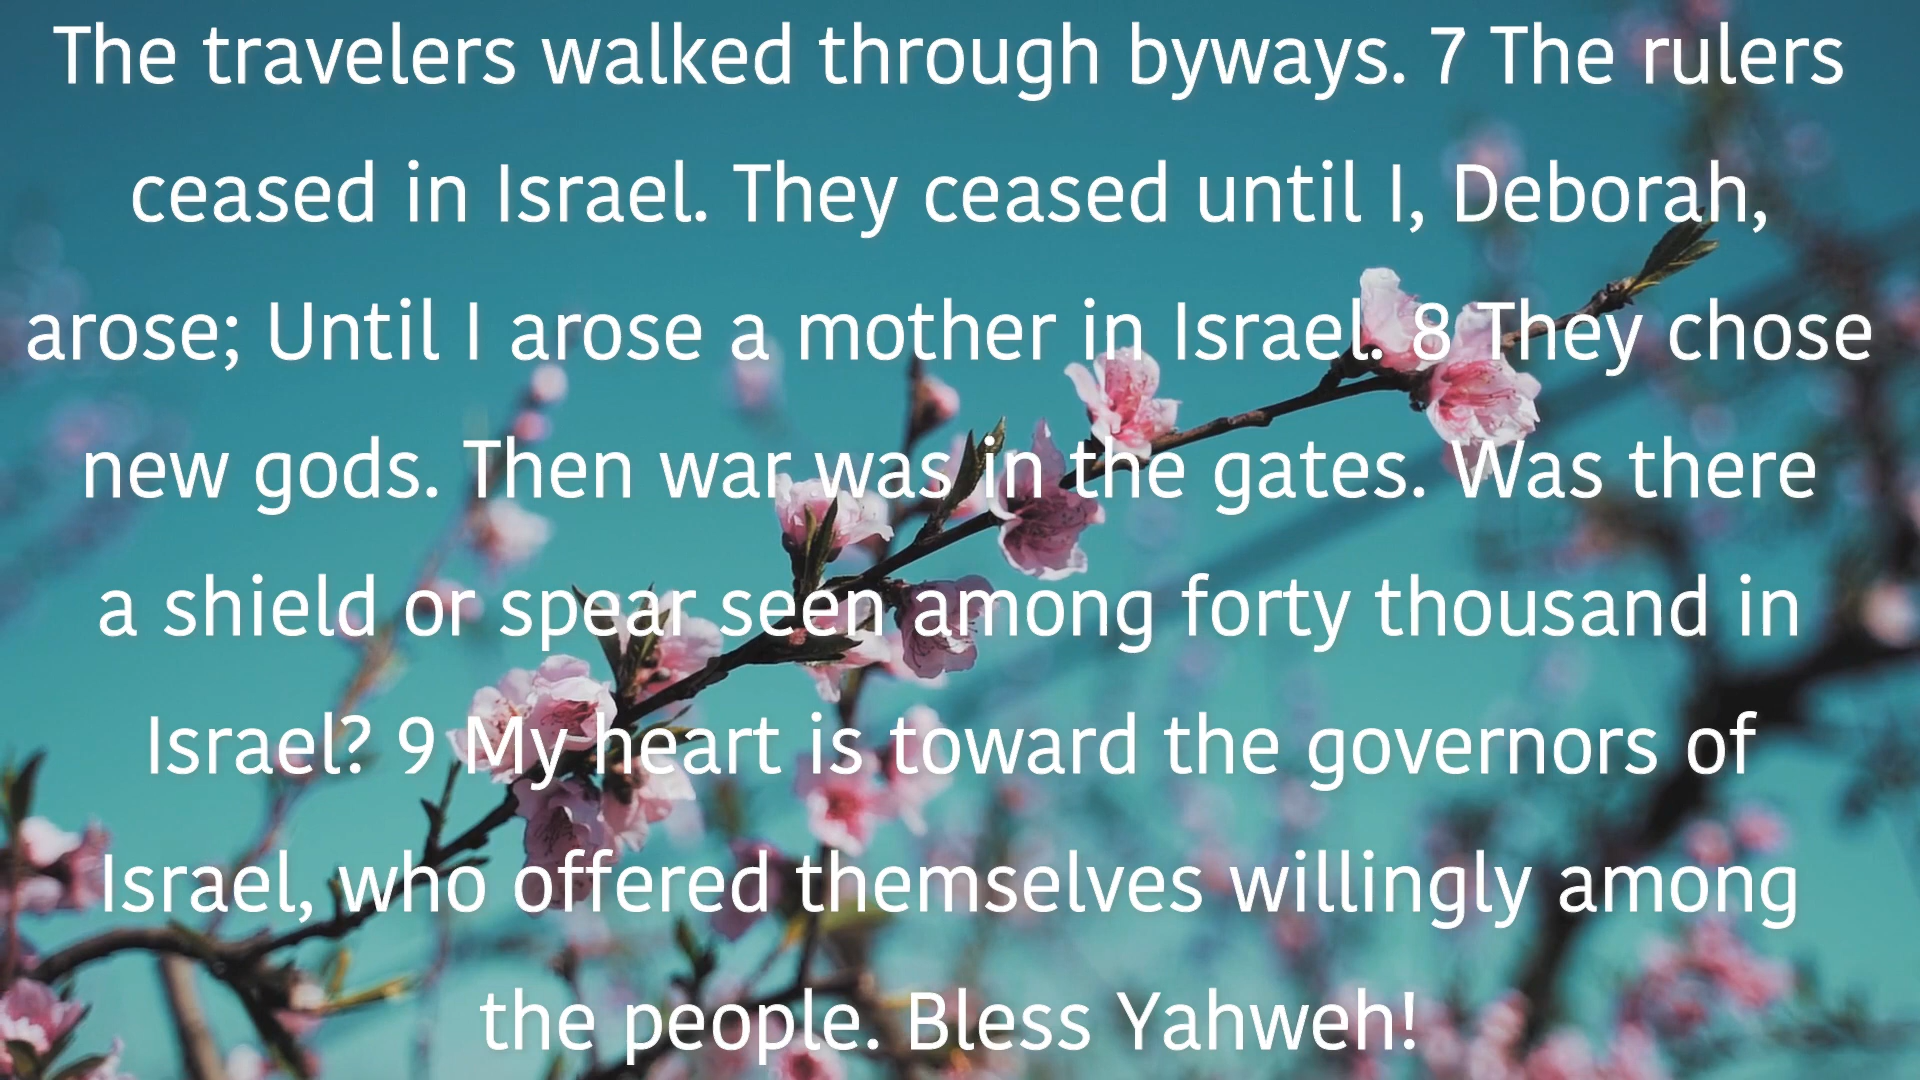 The travelers walked through byways. 7 The rulers
ceased in Israel. They ceased until I, Deborah,
arose; Until I arose a mother in Israel. 8 They chose
new gods. Then war was in the gates. Was there
a shield or spear seen among forty thousand in
Israel? 9 My heart is toward the governors of
Israel, who offered themselves willingly among
the people. Bless Yahweh!